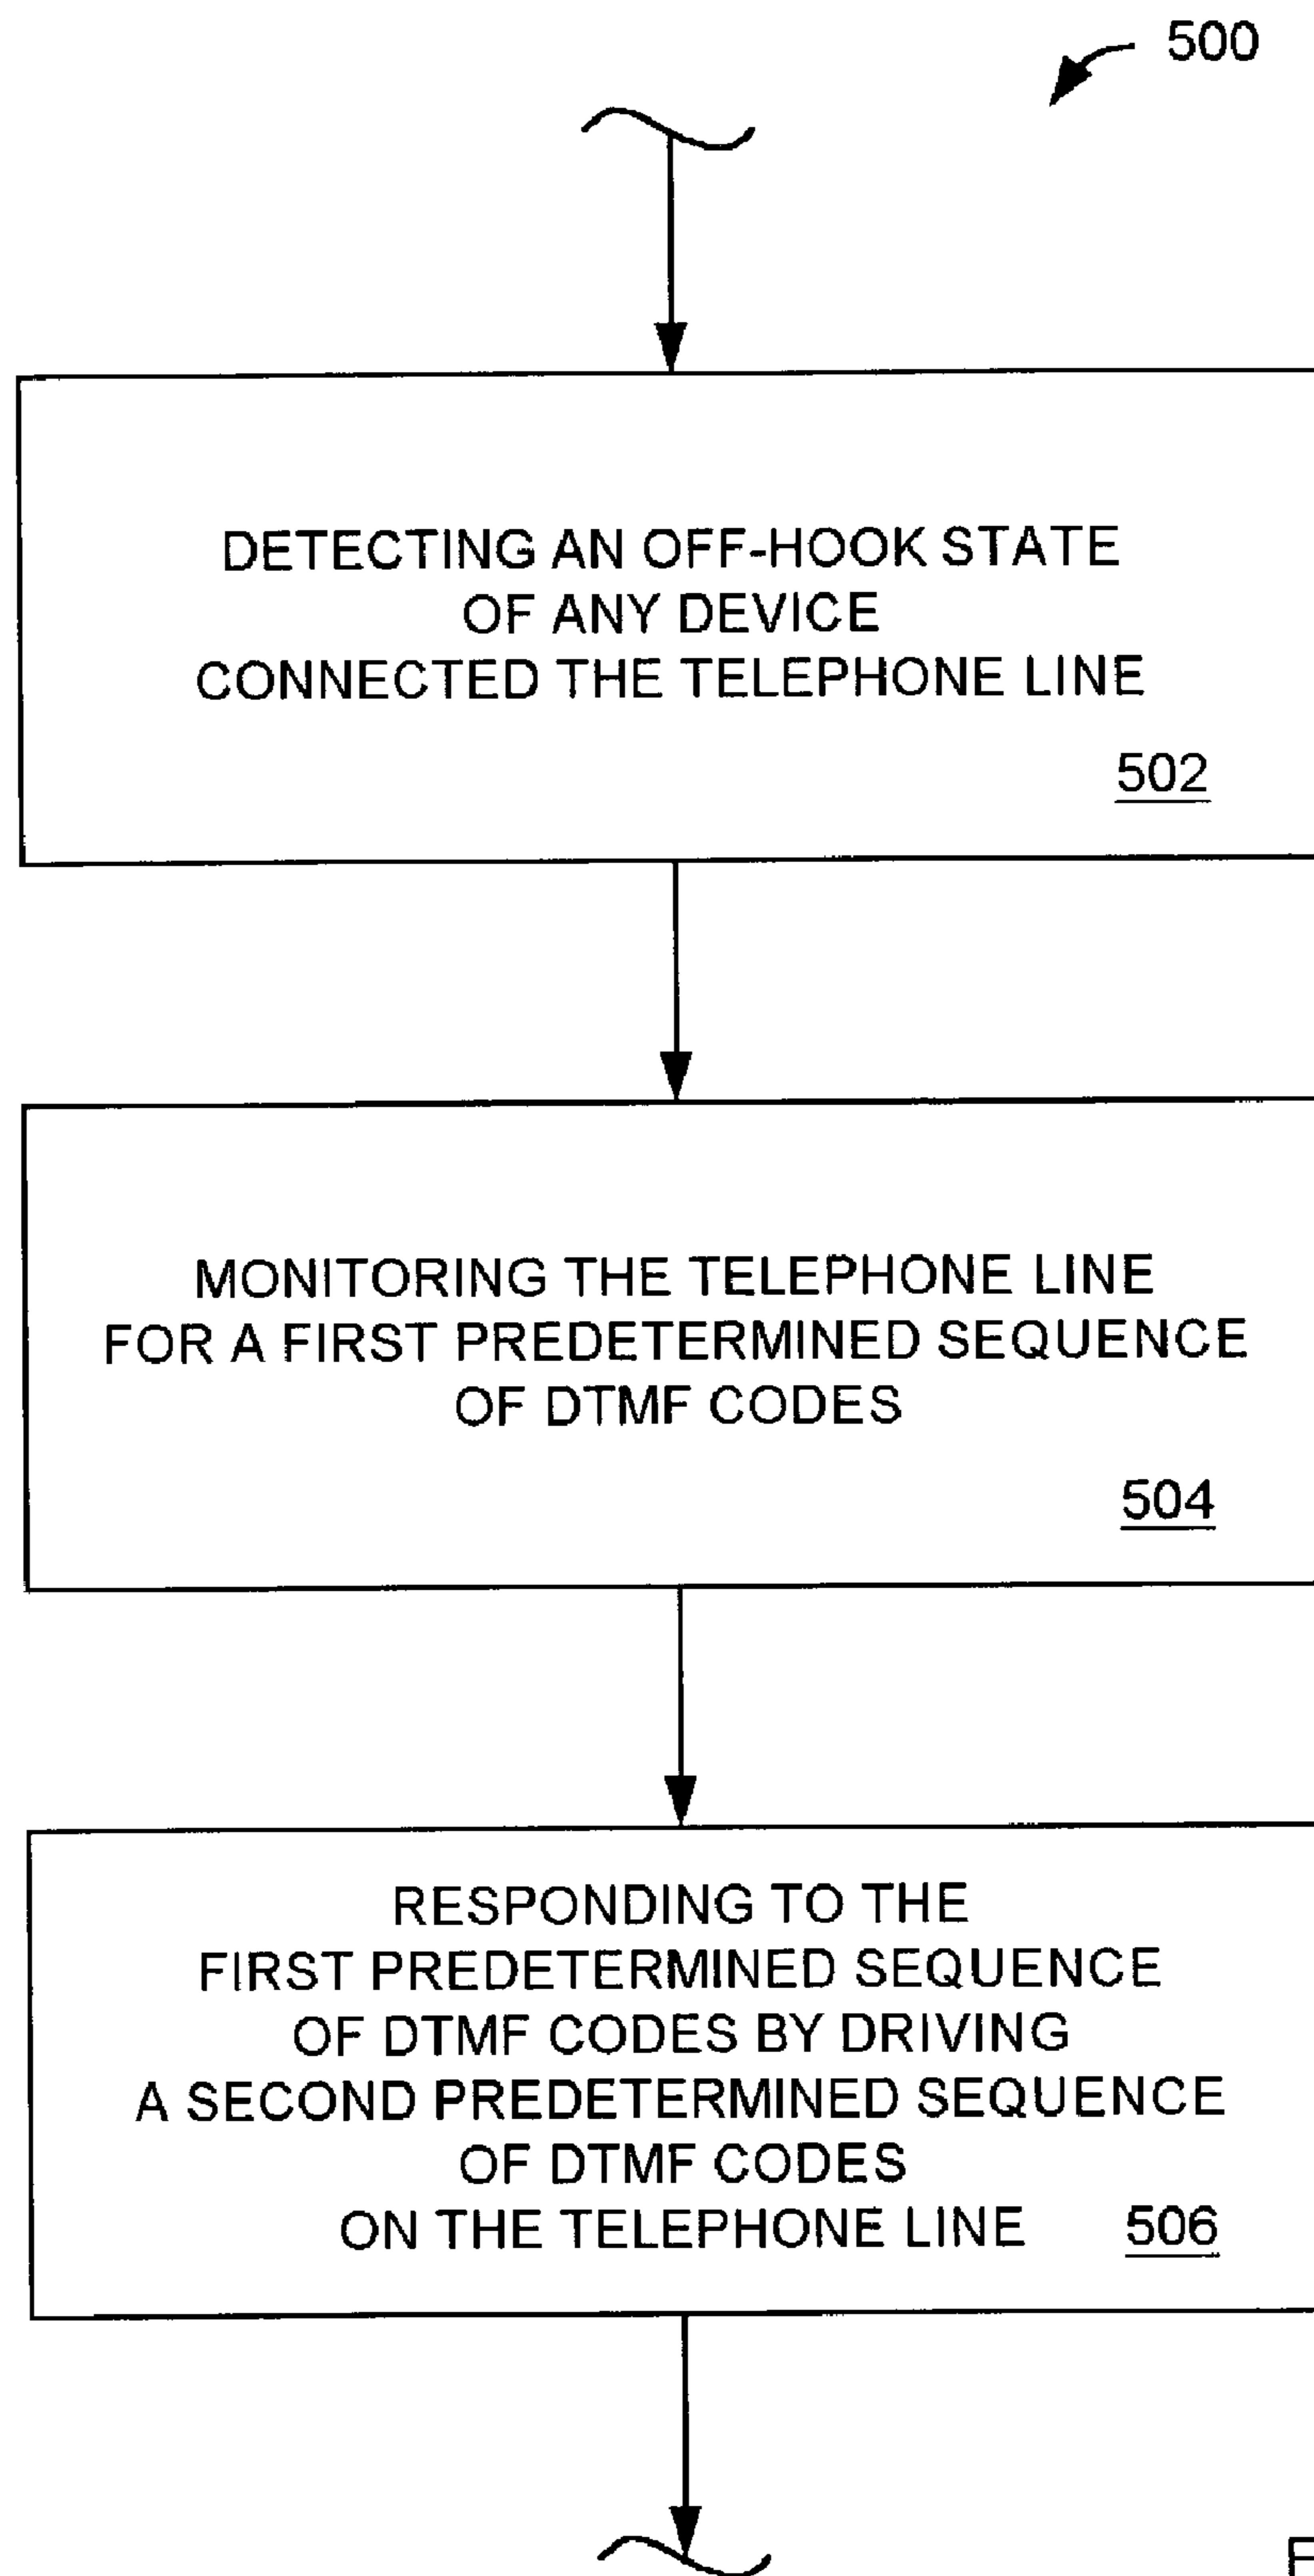 500
DETECTING AN OFF-HOOK STATE
OF ANY DEVICE
CONNECTED THE TELEPHONE LINE
502
MONITORING THE TELEPHONE LINE
FOR A FIRST PREDETERMINED SEQUENCE
OF DTMF CODES
504
RESPONDING TO THE
FIRST PREDETERMINED SEQUENCE
OF DTMF CODES BY DRIVING
A SECOND PREDETERMINED SEQUENCE
OF DTMF CODES
ON THE TELEPHONE LINE 506